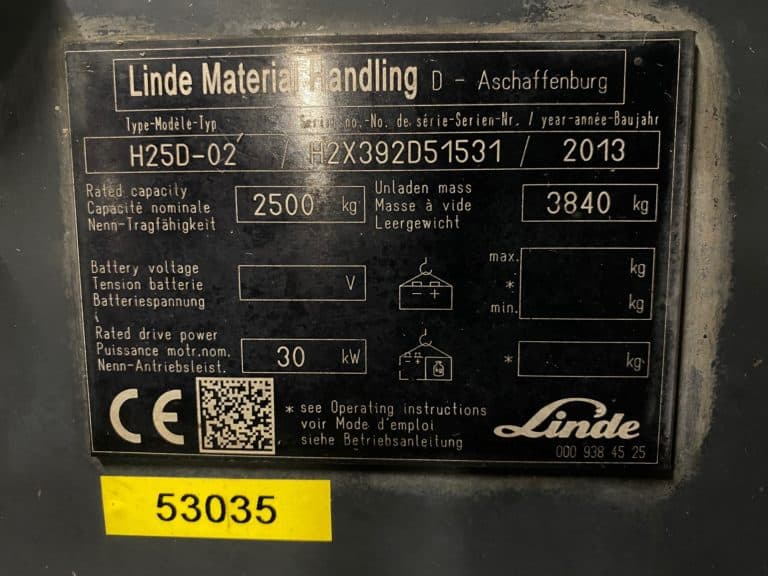 Linde Material Handling D - Aschaffenburg
Type-Modèle-Typ Serial no.-No. de série-Serien-Nr. / year-année-Baujahr
H25D-02 / H2X392D51531 / 2013
Rated capacity
Capacité nominale
Nenn-Tragfähigkeit
2500 kg
Unladen mass
Masse à vide
Leergewicht
3840 kg
Battery voltage
Tension batterie
Batteriespannung
V
- +
max. kg
*
min. kg
Rated drive power
Puissance motr.nom.
Nenn-Antriebsleist.
30 kW
kg
* kg
CE
* see Operating instructions
voir Mode d'emploi
siehe Betriebsanleitung
Linde
000 938 45 25
53035